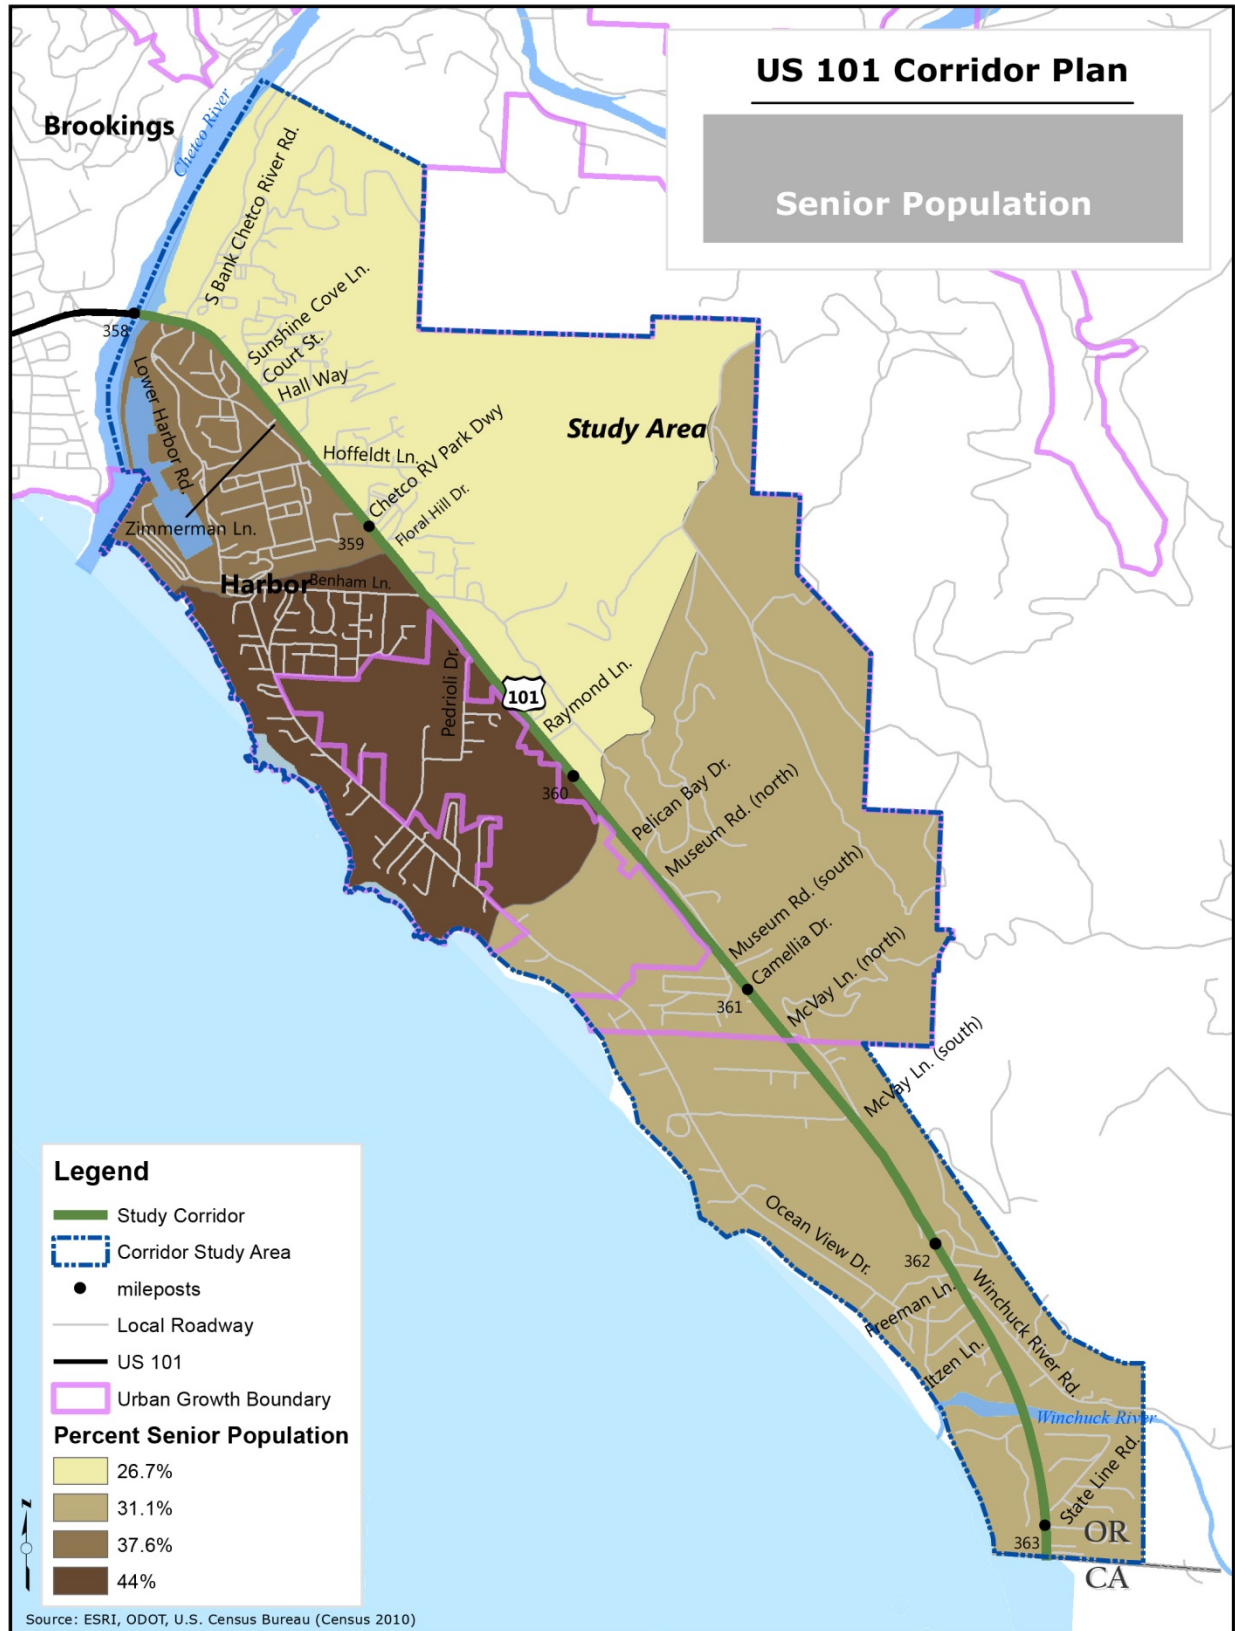 US 101 Corridor Plan
Senior Population
Brookings
Chetco River
S Bank Chetco River Rd.
358
Sunshine Cove Ln.
Court St.
Hall Way
Lower Harbor Rd.
Study Area
Hoffeldt Ln.
Chetco RV Park Dwy
Zimmerman Ln.
359
Floral Hill Dr.
Harbor
Benham Ln.
Pedrioli Dr.
101
Raymond Ln.
360
Pelican Bay Dr.
Museum Rd. (north)
Museum Rd. (south)
Camellia Dr.
361
McVay Ln. (north)
McVay Ln. (south)
Ocean View Dr.
362
Freeman Ln.
Winchuck River Rd.
Itzen Ln.
Winchuck River
State Line Rd.
363
OR
CA
Legend
Study Corridor
Corridor Study Area
mileposts
Local Roadway
US 101
Urban Growth Boundary
Percent Senior Population
26.7%
31.1%
37.6%
44%
N
Source: ESRI, ODOT, U.S. Census Bureau (Census 2010)